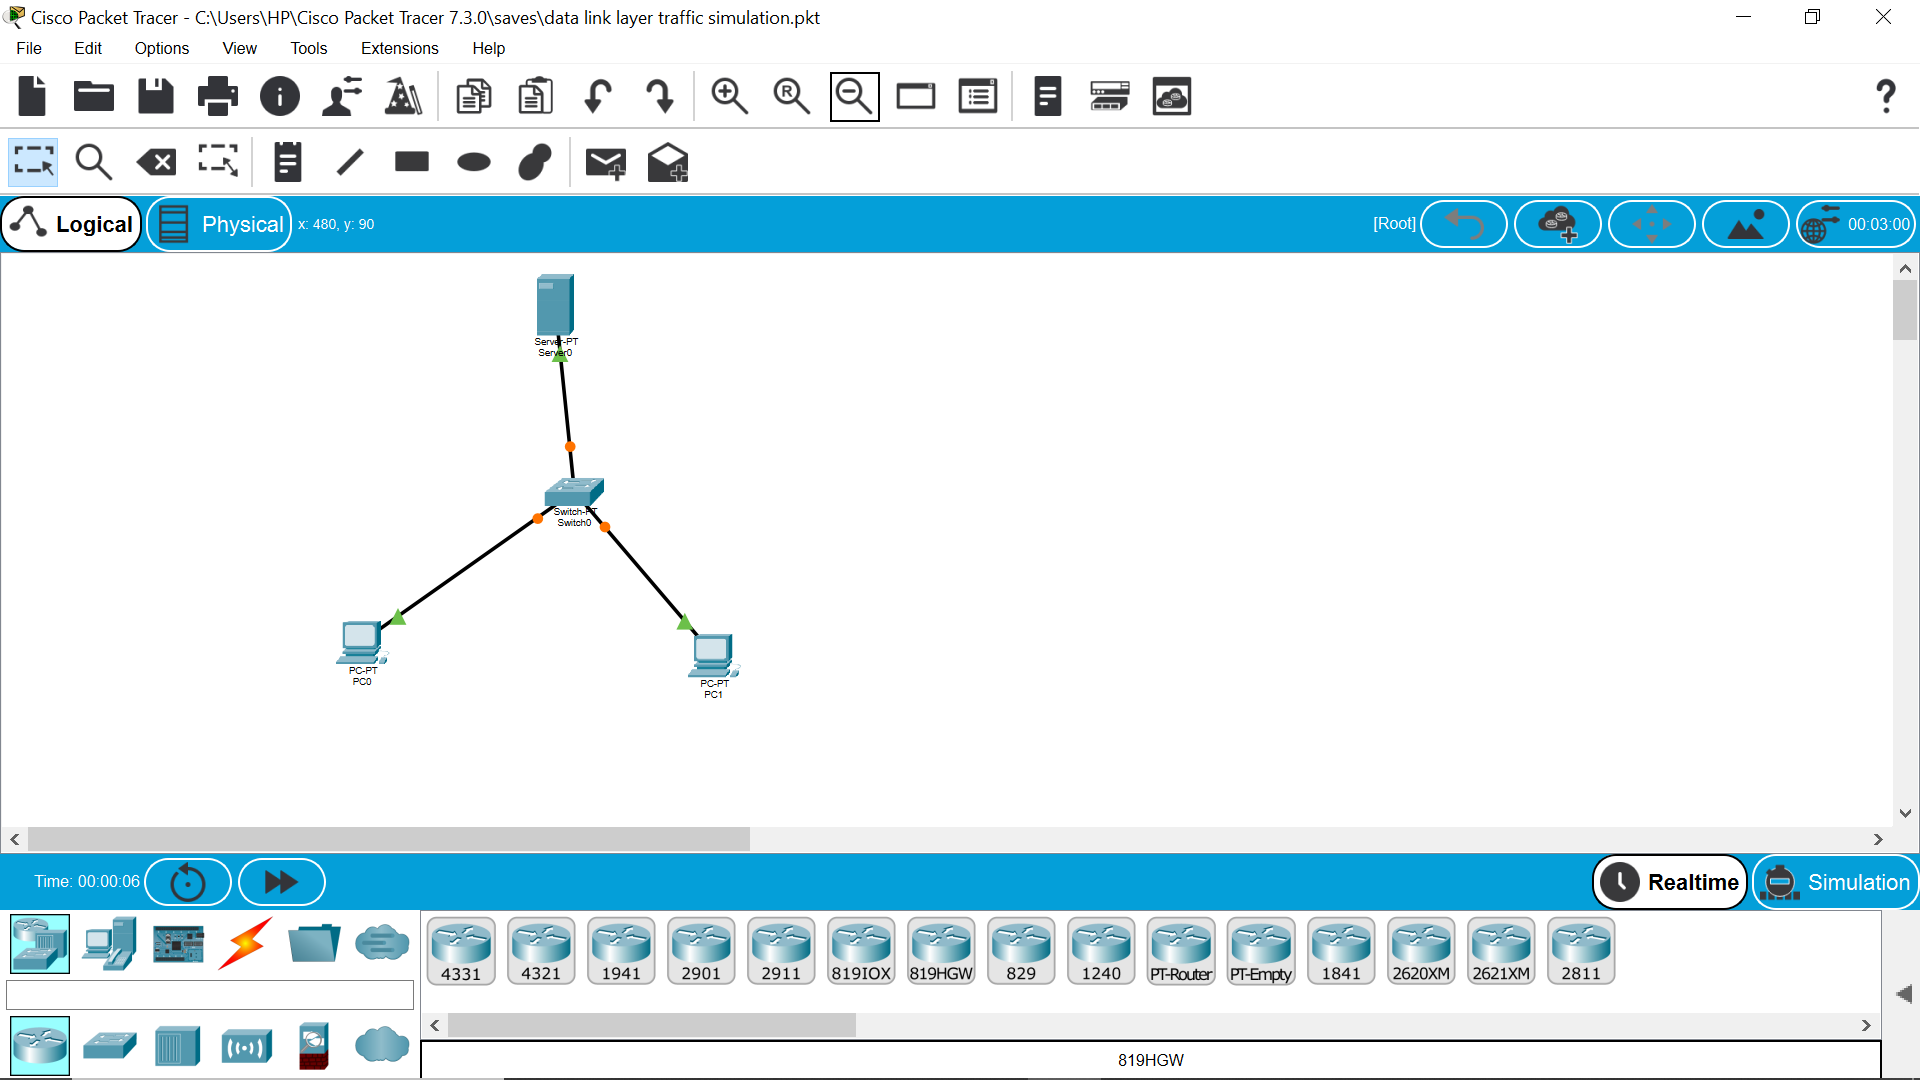 Cisco Packet Tracer - C:\Users\HP\Cisco Packet Tracer 7.3.0\saves\data link layer traffic simulation.pkt
File Edit Options View Tools Extensions Help
R
?
Logical Physical x: 480, y: 90 [Root] 00:03:00
Server-PT
Server0
Switch-PT
Switch0
PC-PT
PC0
PC-PT
PC1
Time: 00:00:06 Realtime Simulation
4331 4321 1941 2901 2911 819IOX 819HGW 829 1240 PT-Router PT-Empty 1841 2620XM 2621XM 2811
819HGW